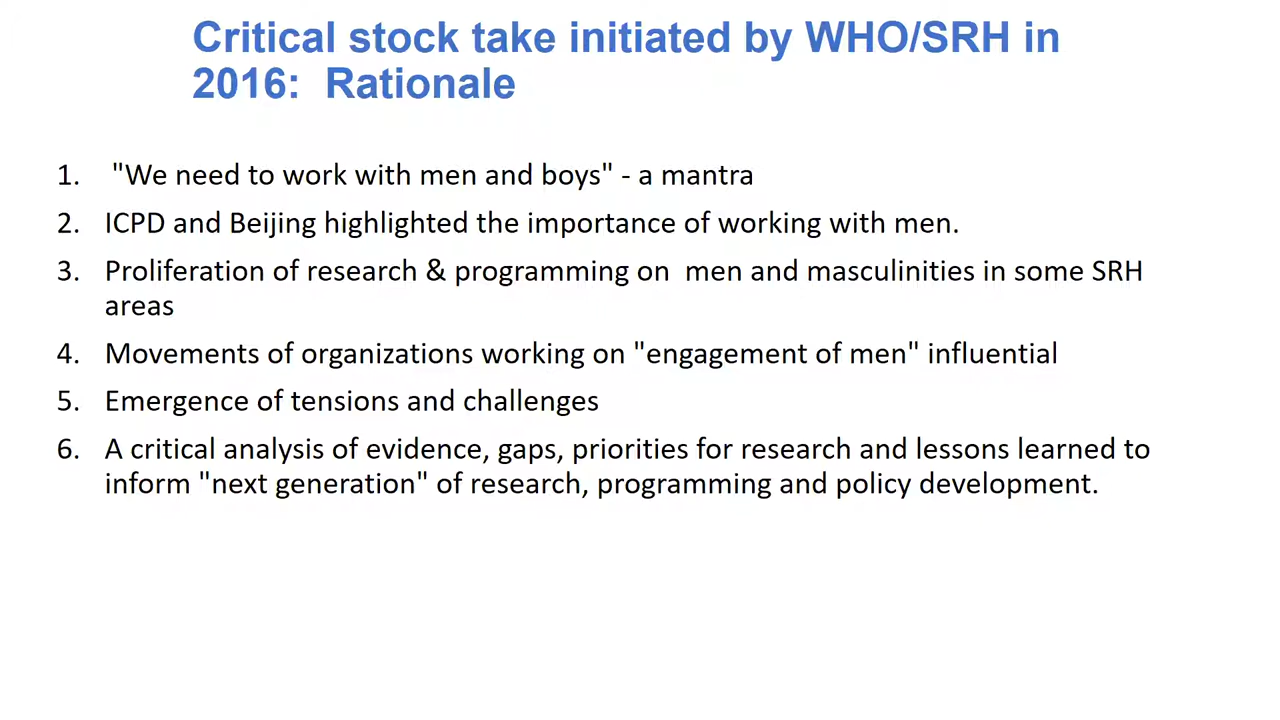 Critical stock take initiated by WHO/SRH in
2016:  Rationale
1. "We need to work with men and boys" - a mantra
2. ICPD and Beijing highlighted the importance of working with men.
3. Proliferation of research & programming on  men and masculinities in some SRH
areas
4. Movements of organizations working on "engagement of men" influential
5. Emergence of tensions and challenges
6. A critical analysis of evidence, gaps, priorities for research and lessons learned to
inform "next generation" of research, programming and policy development.